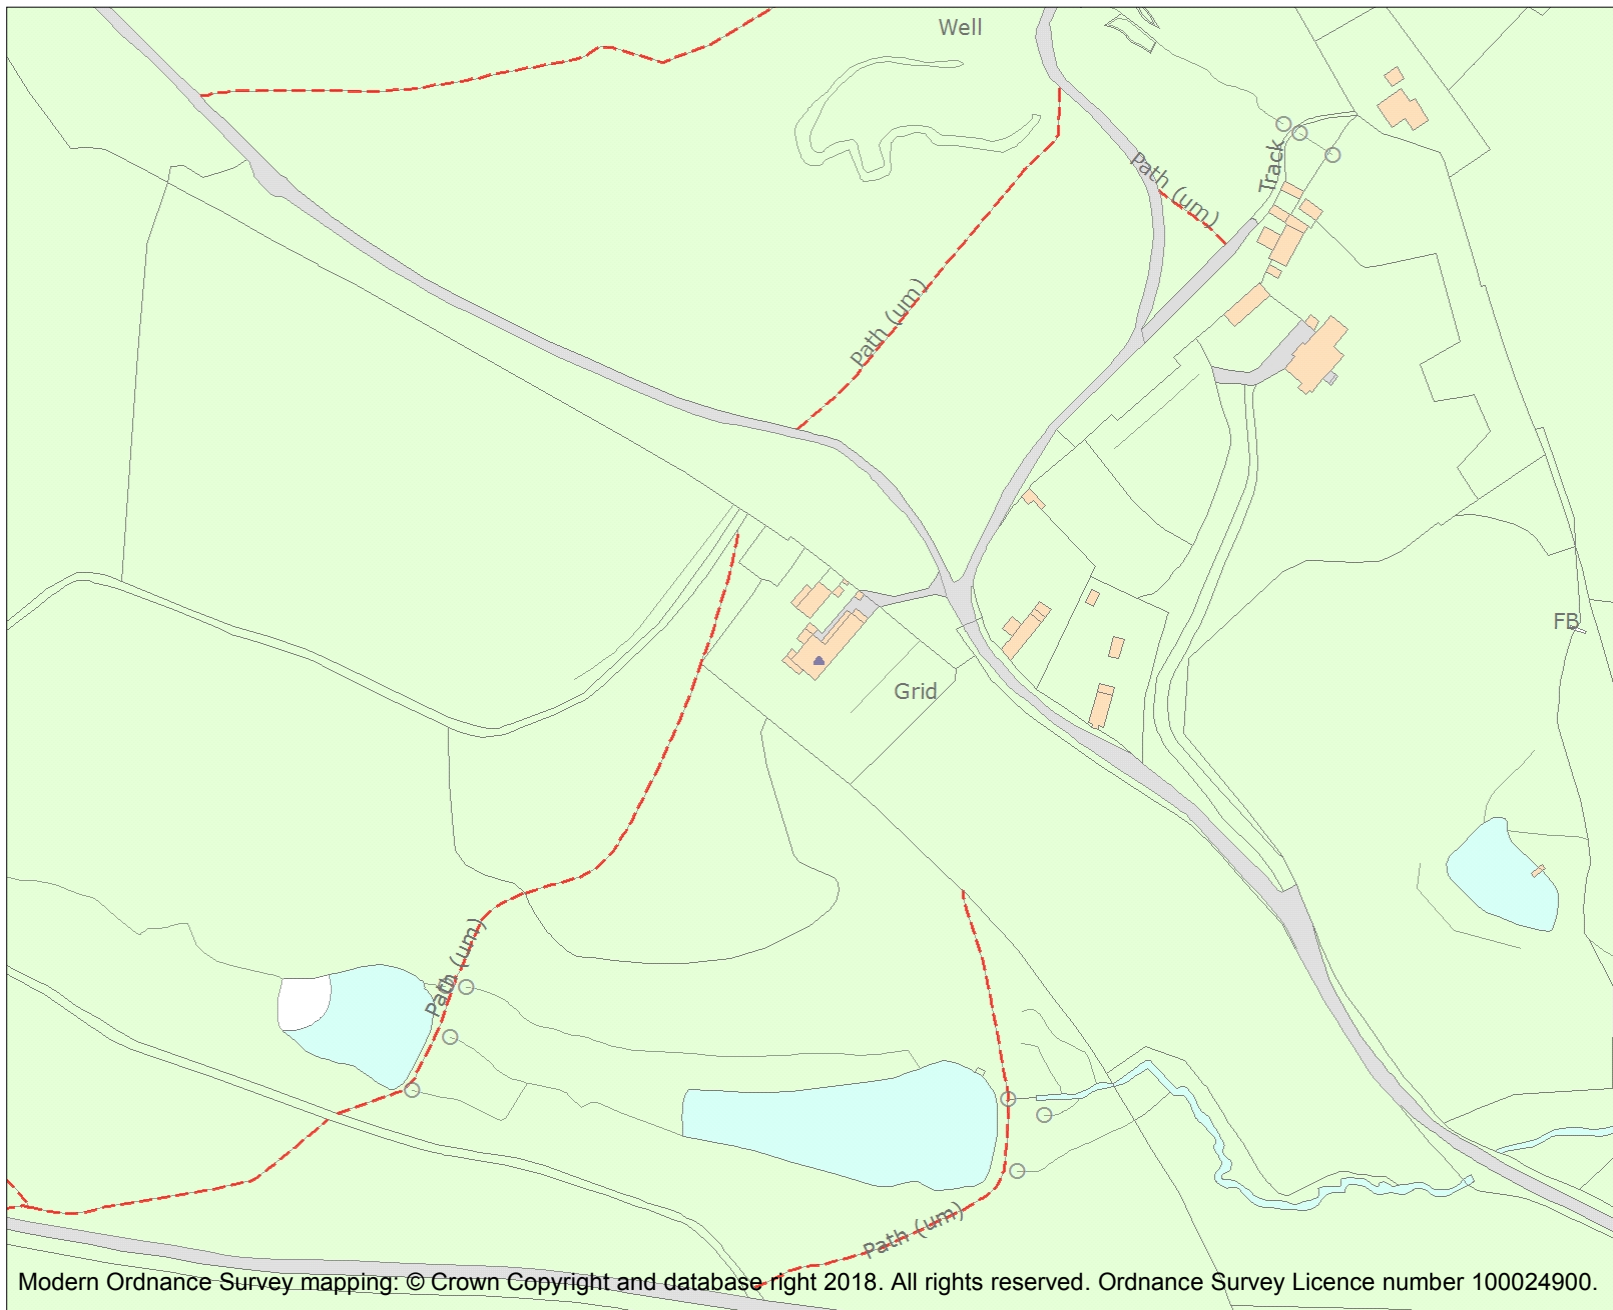 Well
Track
Path (um)
Path (um)
FB
Grid
Path (um)
Path (um)
Modern Ordnance Survey mapping: © Crown Copyright and database right 2018. All rights reserved. Ordnance Survey Licence number 100024900.